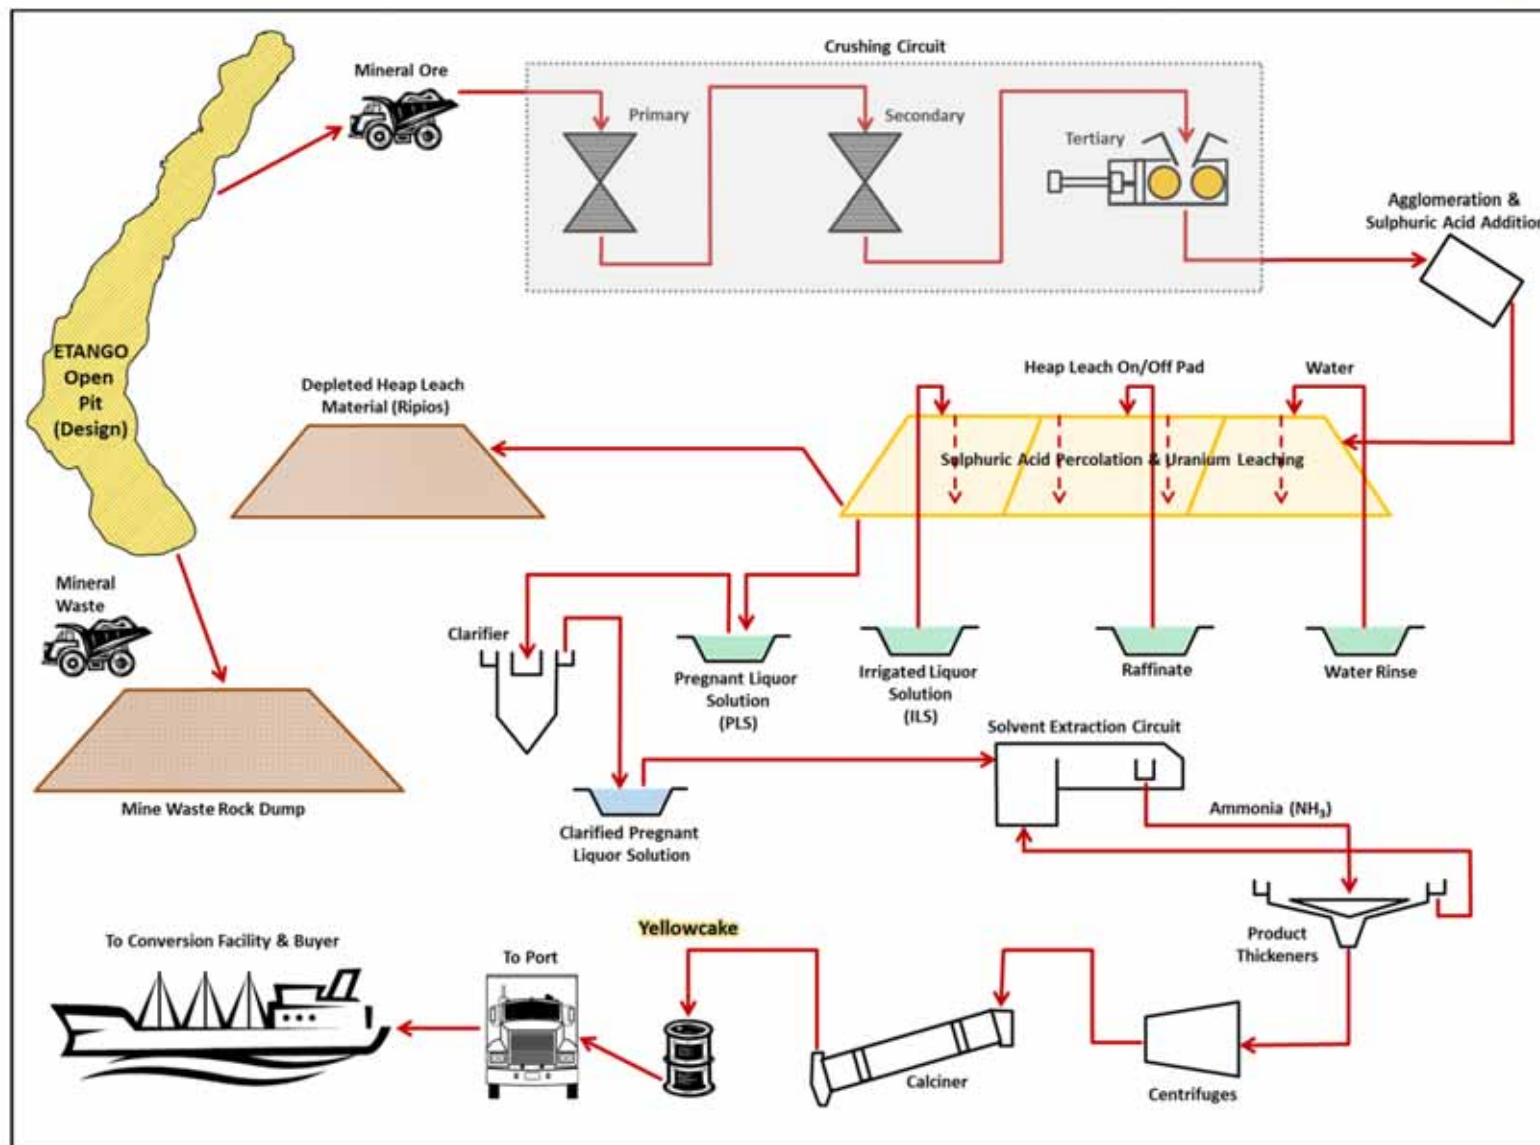 Crushing Circuit
Mineral Ore
Primary
Secondary
Tertiary
Agglomeration &
Sulphuric Acid Addition
ETANGO
Open
Pit
(Design)
Depleted Heap Leach
Material (Ripios)
Heap Leach On/Off Pad
Water
Sulphuric Acid Percolation & Uranium Leaching
Mineral
Waste
Mine Waste Rock Dump
Clarifier
Pregnant Liquor
Solution
(PLS)
Irrigated Liquor
Solution
(ILS)
Raffinate
Water Rinse
Clarified Pregnant
Liquor Solution
Solvent Extraction Circuit
Ammonia (NH₃)
Product
Thickeners
Centrifuges
Calciner
Yellowcake
To Port
To Conversion Facility & Buyer